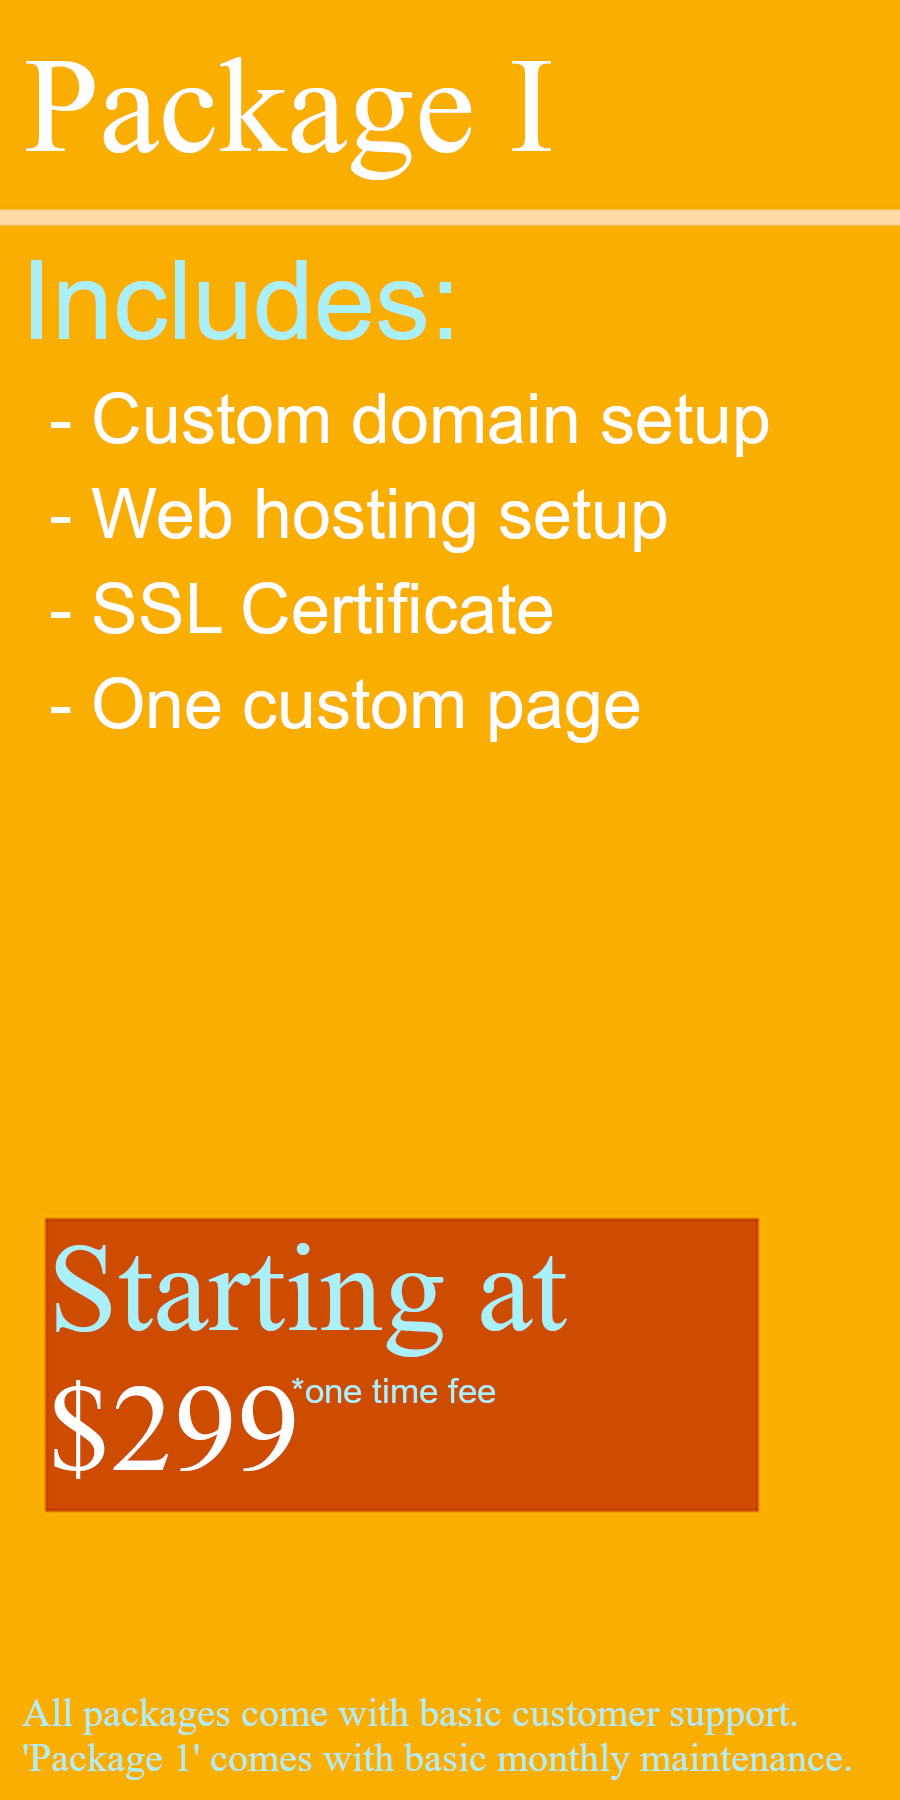 Package I
Includes:
- Custom domain setup
- Web hosting setup
- SSL Certificate
- One custom page
Starting at
$299*one time fee
All packages come with basic customer support.
'Package 1' comes with basic monthly maintenance.